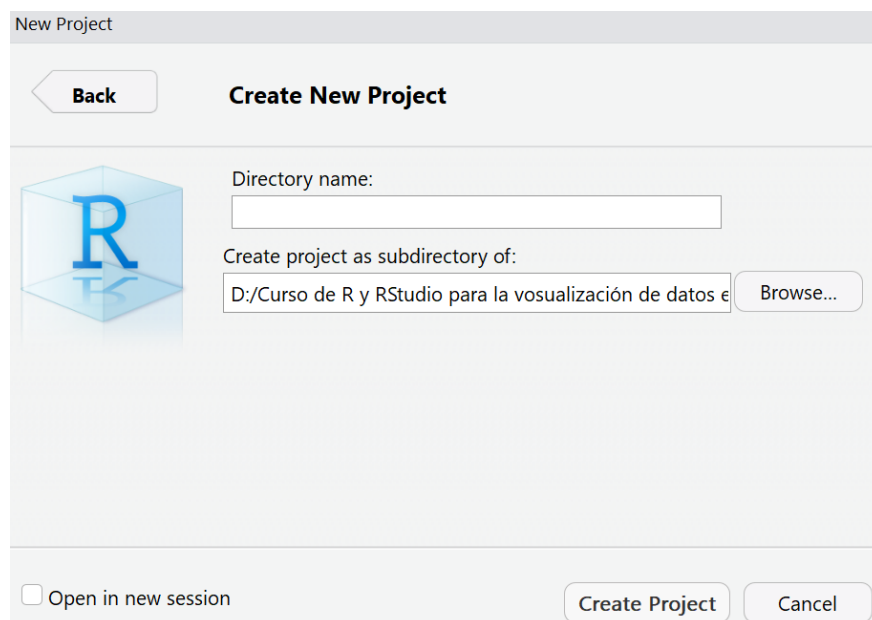 New Project
Back
Create New Project
R
Directory name:
Create project as subdirectory of:
D:/Curso de R y RStudio para la vosualización de datos e
Browse...
Open in new session
Create Project
Cancel